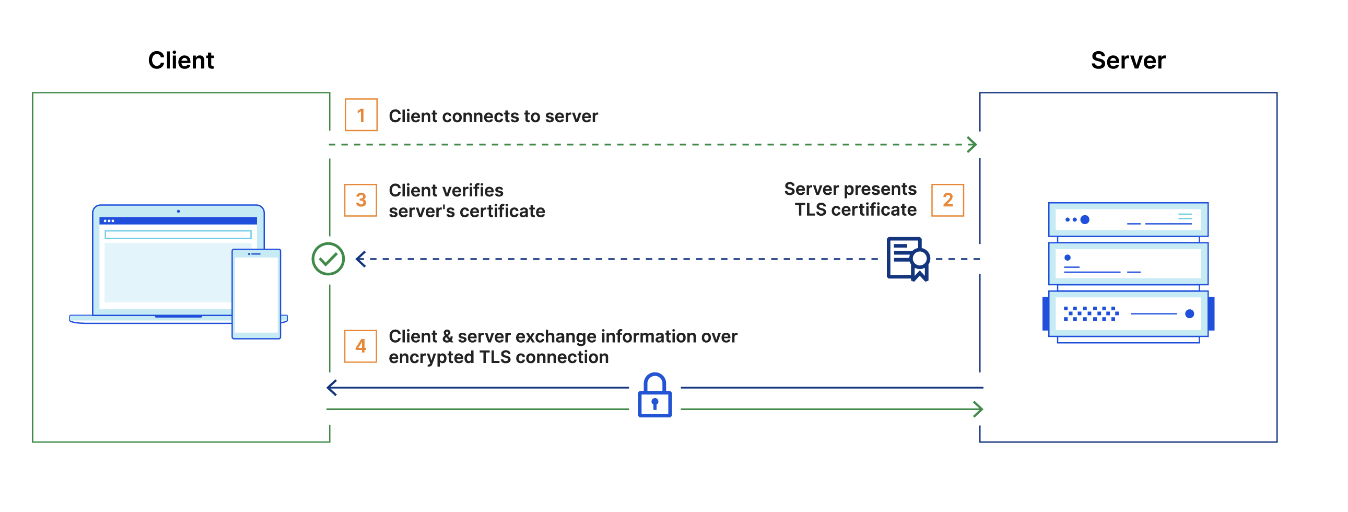 Client
Server
1
Client connects to server
3
Client verifies
server's certificate
Server presents
TLS certificate
2
4
Client & server exchange information over
encrypted TLS connection